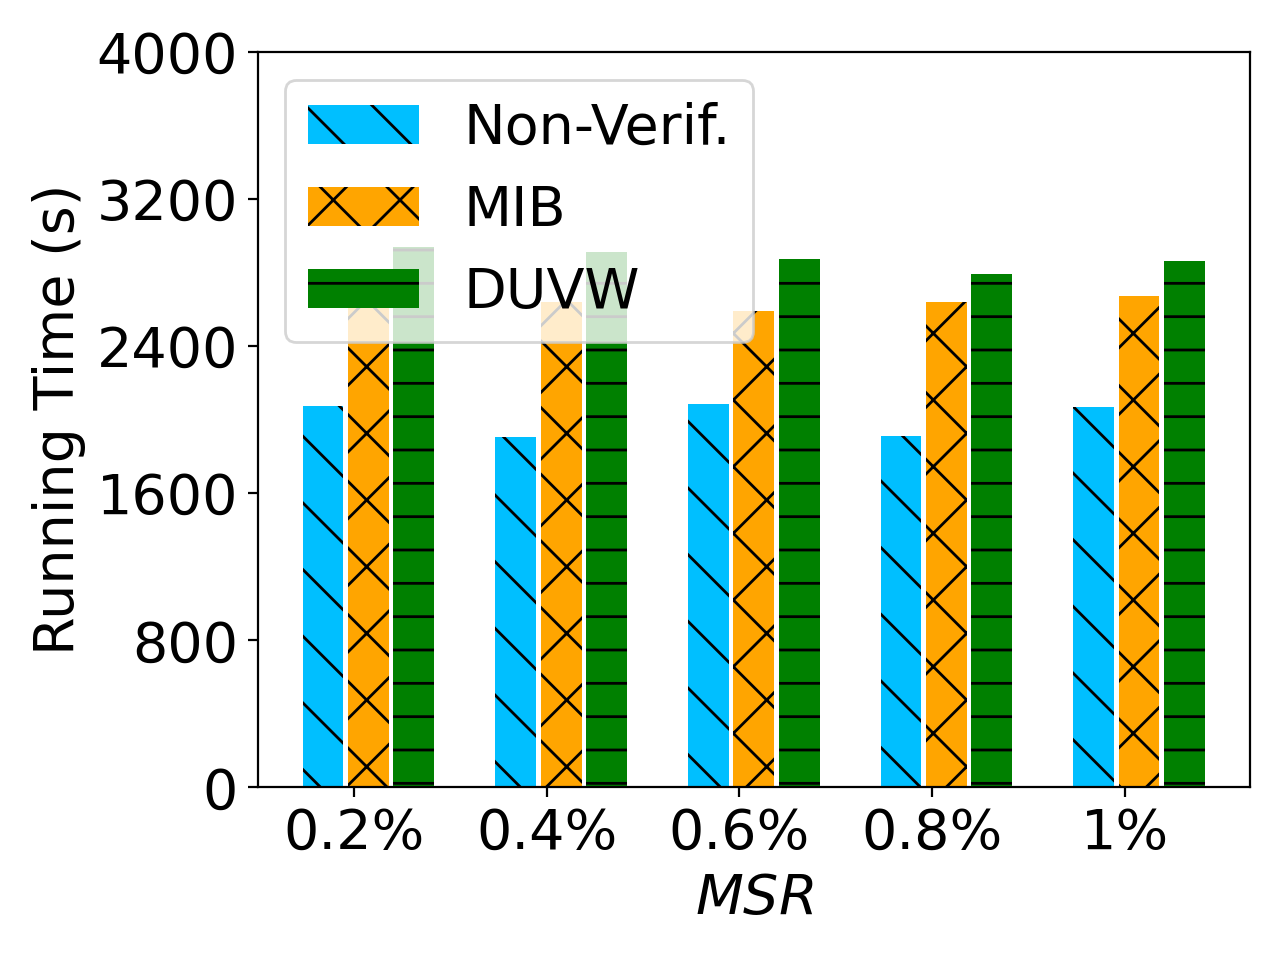 4000
3200
2400
1600
800
0
Running Time (s)
Non-Verif.
MIB
DUVW
0.2% 0.4% 0.6% 0.8% 1%
MSR